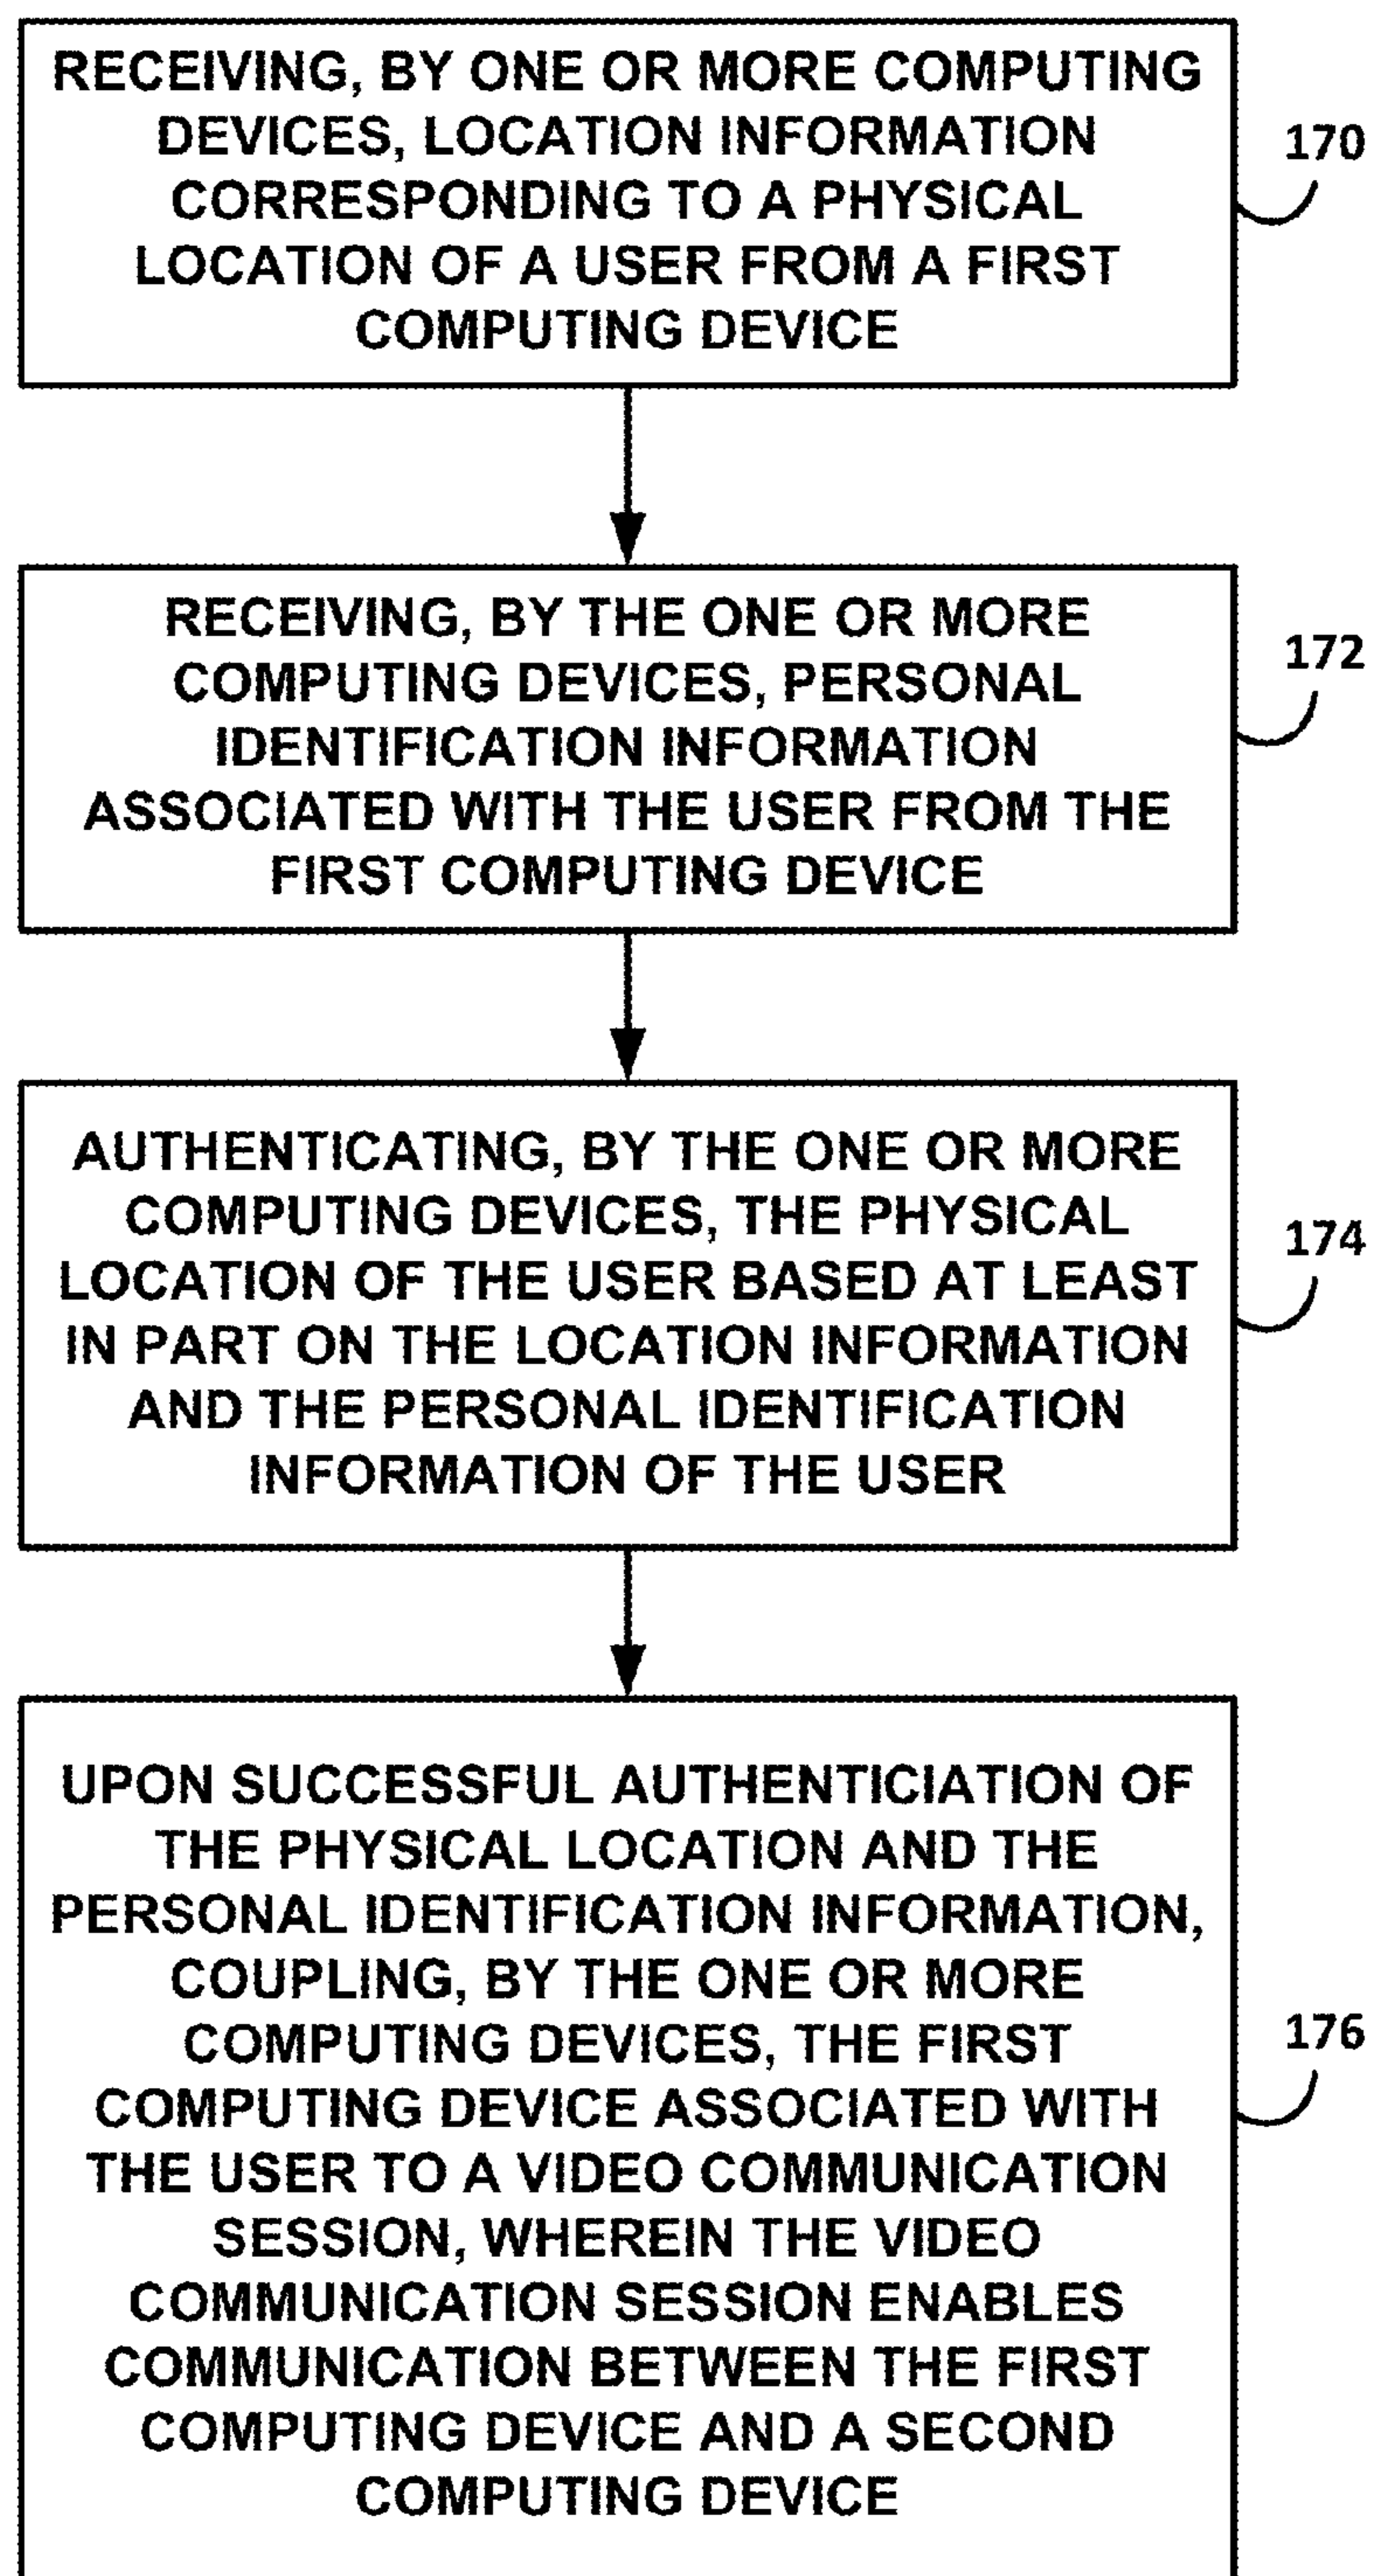 RECEIVING, BY ONE OR MORE COMPUTING
DEVICES, LOCATION INFORMATION
CORRESPONDING TO A PHYSICAL
LOCATION OF A USER FROM A FIRST
COMPUTING DEVICE
170
RECEIVING, BY THE ONE OR MORE
COMPUTING DEVICES, PERSONAL
IDENTIFICATION INFORMATION
ASSOCIATED WITH THE USER FROM THE
FIRST COMPUTING DEVICE
172
AUTHENTICATING, BY THE ONE OR MORE
COMPUTING DEVICES, THE PHYSICAL
LOCATION OF THE USER BASED AT LEAST
IN PART ON THE LOCATION INFORMATION
AND THE PERSONAL IDENTIFICATION
INFORMATION OF THE USER
174
UPON SUCCESSFUL AUTHENTICIATION OF
THE PHYSICAL LOCATION AND THE
PERSONAL IDENTIFICATION INFORMATION,
COUPLING, BY THE ONE OR MORE
COMPUTING DEVICES, THE FIRST
COMPUTING DEVICE ASSOCIATED WITH
THE USER TO A VIDEO COMMUNICATION
SESSION, WHEREIN THE VIDEO
COMMUNICATION SESSION ENABLES
COMMUNICATION BETWEEN THE FIRST
COMPUTING DEVICE AND A SECOND
COMPUTING DEVICE
176